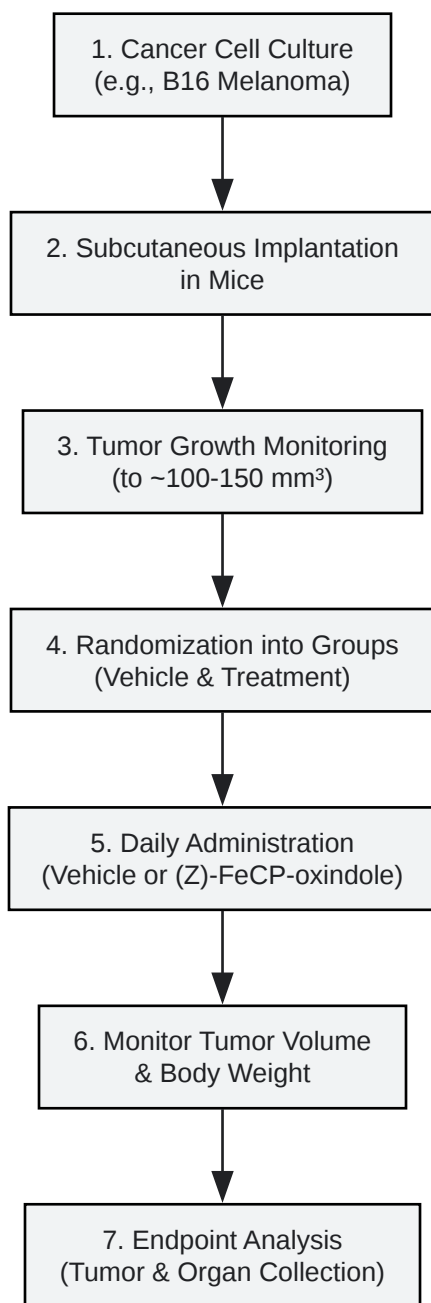 1. Cancer Cell Culture
(e.g., B16 Melanoma)
2. Subcutaneous Implantation
in Mice
3. Tumor Growth Monitoring
(to ~100-150 mm³)
4. Randomization into Groups
(Vehicle & Treatment)
5. Daily Administration
(Vehicle or (Z)-FeCP-oxindole)
6. Monitor Tumor Volume
& Body Weight
7. Endpoint Analysis
(Tumor & Organ Collection)